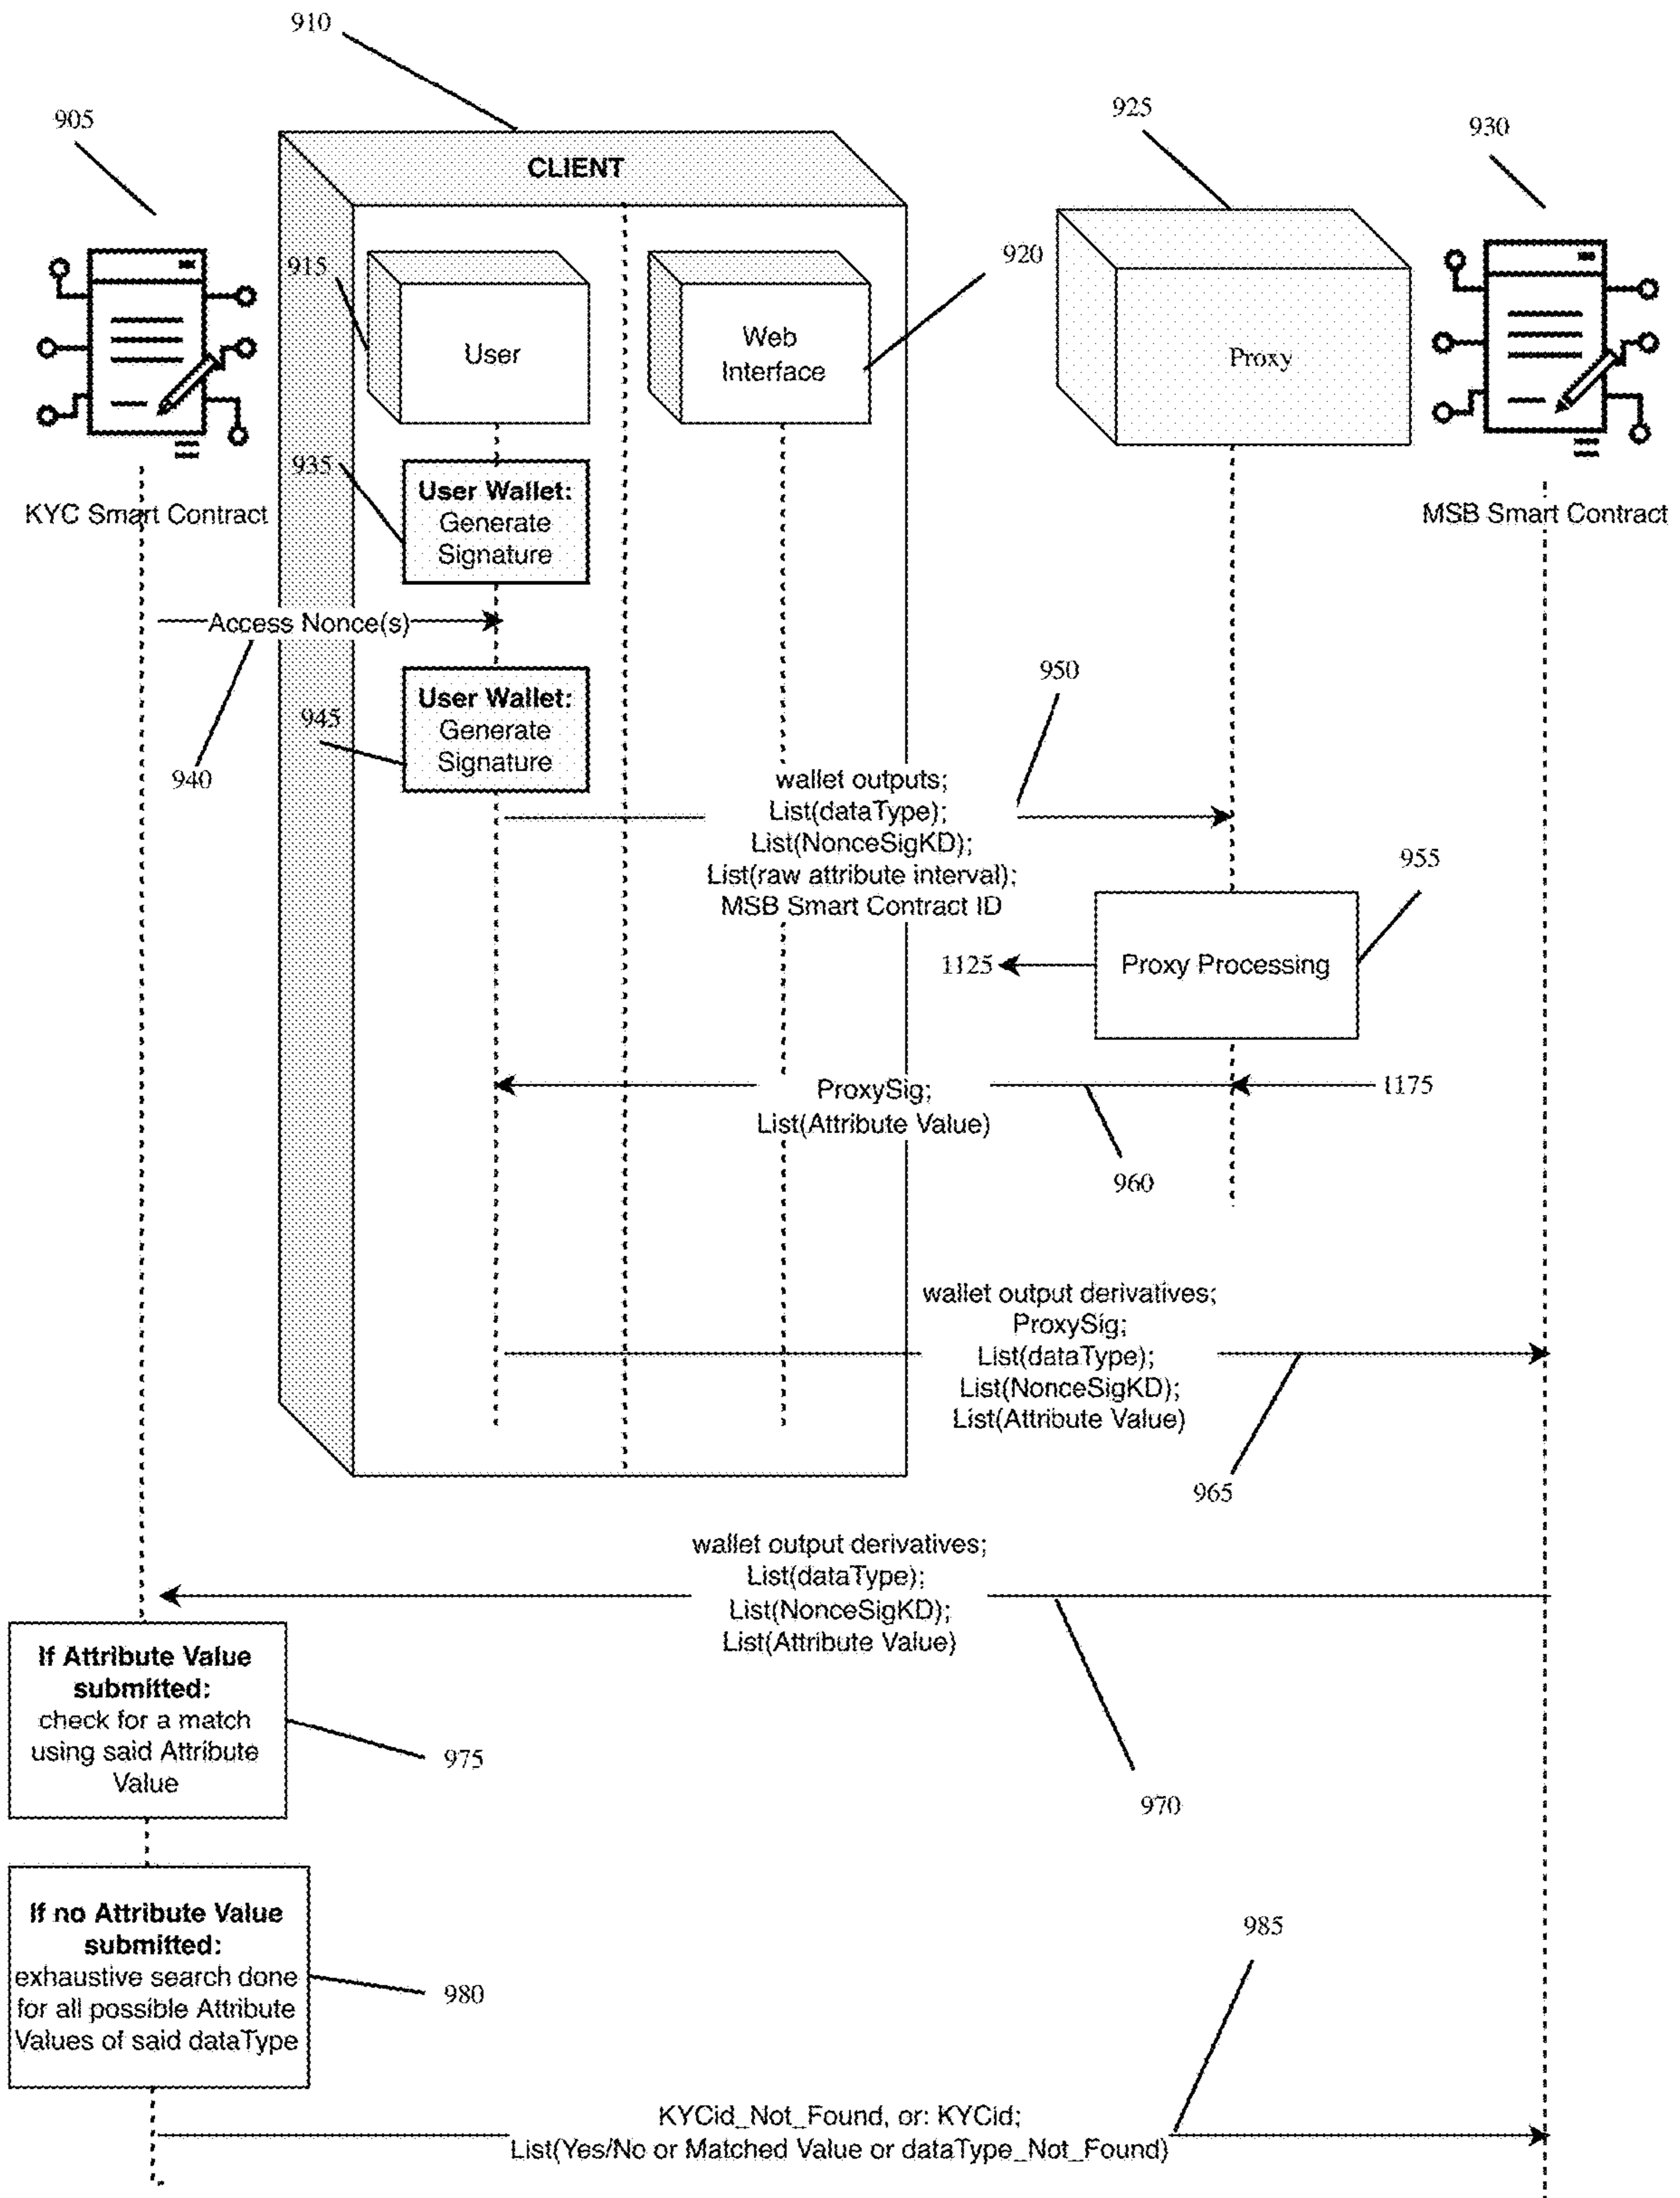 910
905
925
930
CLIENT
915
920
User
Web
Interface
Proxy
935
KYC Smart Contract
User Wallet:
Generate
Signature
MSB Smart Contract
Access Nonce(s)
940
945
User Wallet:
Generate
Signature
950
wallet outputs;
List(dataType);
List(NonceSigKD);
List(raw attribute interval);
MSB Smart Contract ID
955
1125
Proxy Processing
ProxySig;
List(Attribute Value)
1175
960
wallet output derivatives;
ProxySig;
List(dataType);
List(NonceSigKD);
List(Attribute Value)
965
wallet output derivatives;
List(dataType);
List(NonceSigKD);
List(Attribute Value)
970
If Attribute Value
submitted:
check for a match
using said Attribute
Value
975
If no Attribute Value
submitted:
exhaustive search done
for all possible Attribute
Values of said dataType
980
985
KYCid_Not_Found, or: KYCid;
List(Yes/No or Matched Value or dataType_Not_Found)